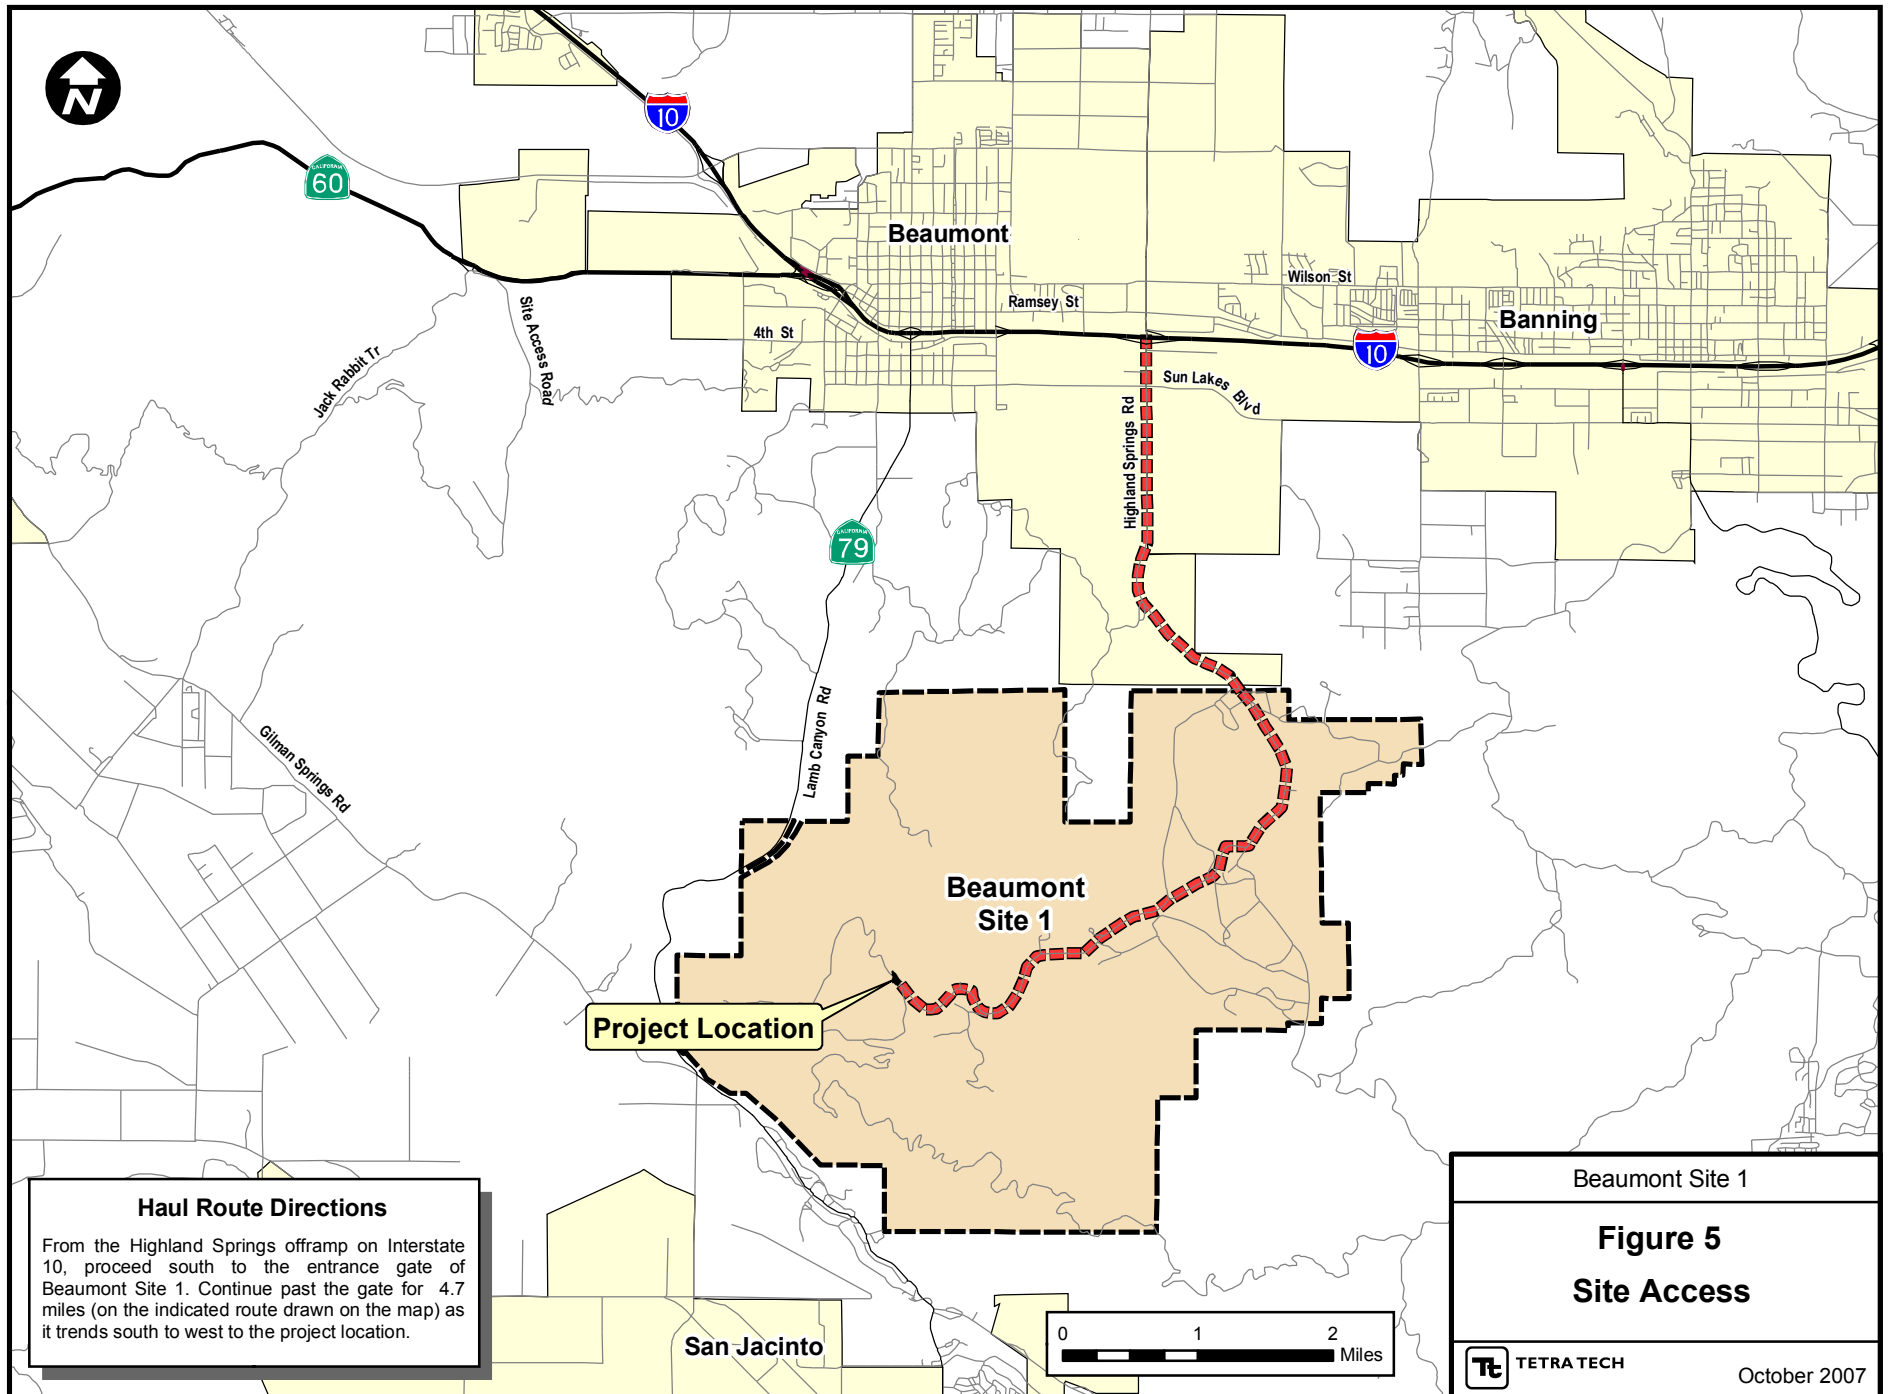 N
10
CALIFORNIA
60
Beaumont
Wilson St
Ramsey St
4th St
Banning
10
Site Access Road
Jack Rabbit Tr
Sun Lakes Blvd
Highland Springs Rd
CALIFORNIA
79
Lamb Canyon Rd
Gilman Springs Rd
Beaumont
Site 1
Project Location
Haul Route Directions
From the Highland Springs offramp on Interstate
10, proceed south to the entrance gate of
Beaumont Site 1. Continue past the gate for 4.7
miles (on the indicated route drawn on the map) as
it trends south to west to the project location.
San Jacinto
0 1 2
Miles
Beaumont Site 1
Figure 5
Site Access
Tt TETRA TECH
October 2007